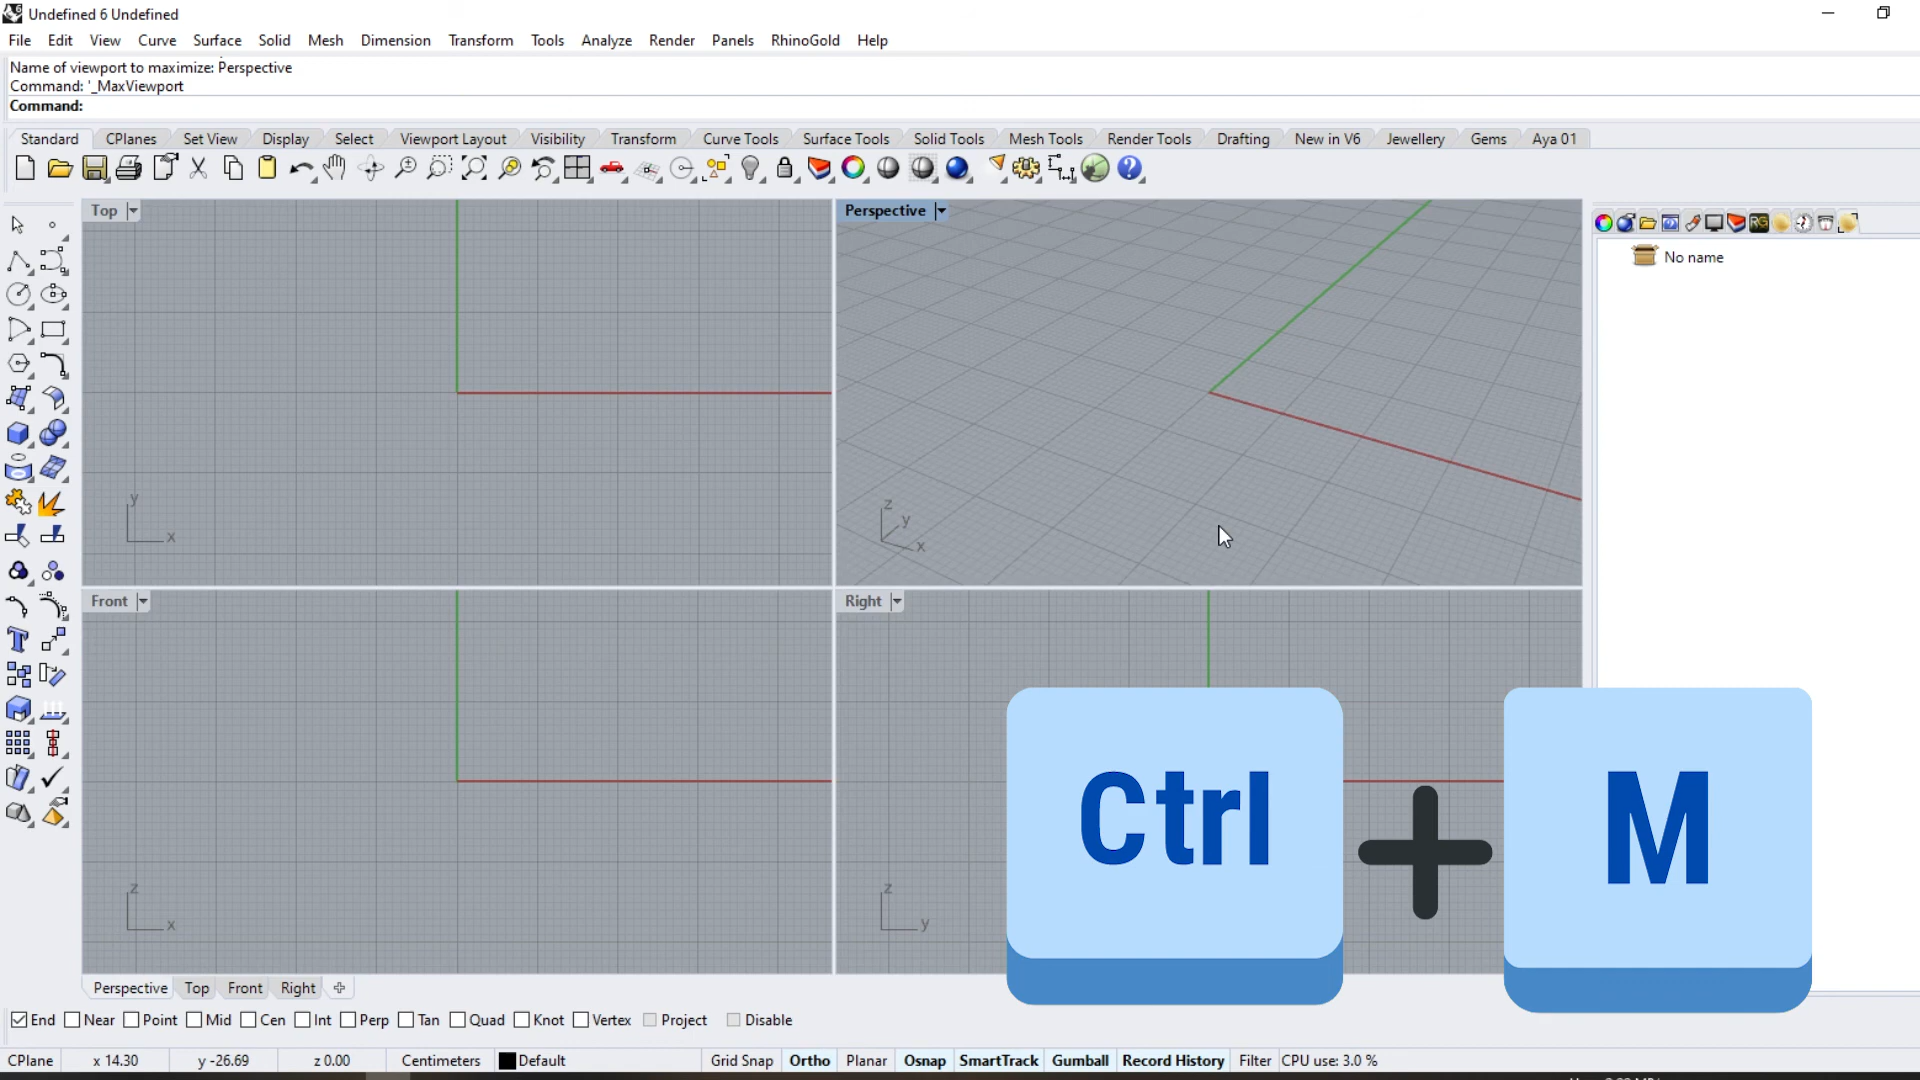 Undefined 6 Undefined
File Edit View Curve Surface Solid Mesh Dimension Transform Tools Analyze Render Panels RhinoGold Help
Name of viewport to maximize: Perspective
Command: '_MaxViewport
Command:
Standard CPlanes Set View Display Select Viewport Layout Visibility Transform Curve Tools Surface Tools Solid Tools Mesh Tools Render Tools Drafting New in V6 Jewellery Gems Aya 01
Top
Perspective
RG
No name
y
x
z
y
x
Front
Right
z
x
z
y
Ctrl + M
Perspective Top Front Right
End Near Point Mid Cen Int Perp Tan Quad Knot Vertex Project Disable
CPlane x 14.30 y -26.69 z 0.00 Centimeters Default Grid Snap Ortho Planar Osnap SmartTrack Gumball Record History Filter CPU use: 3.0 %